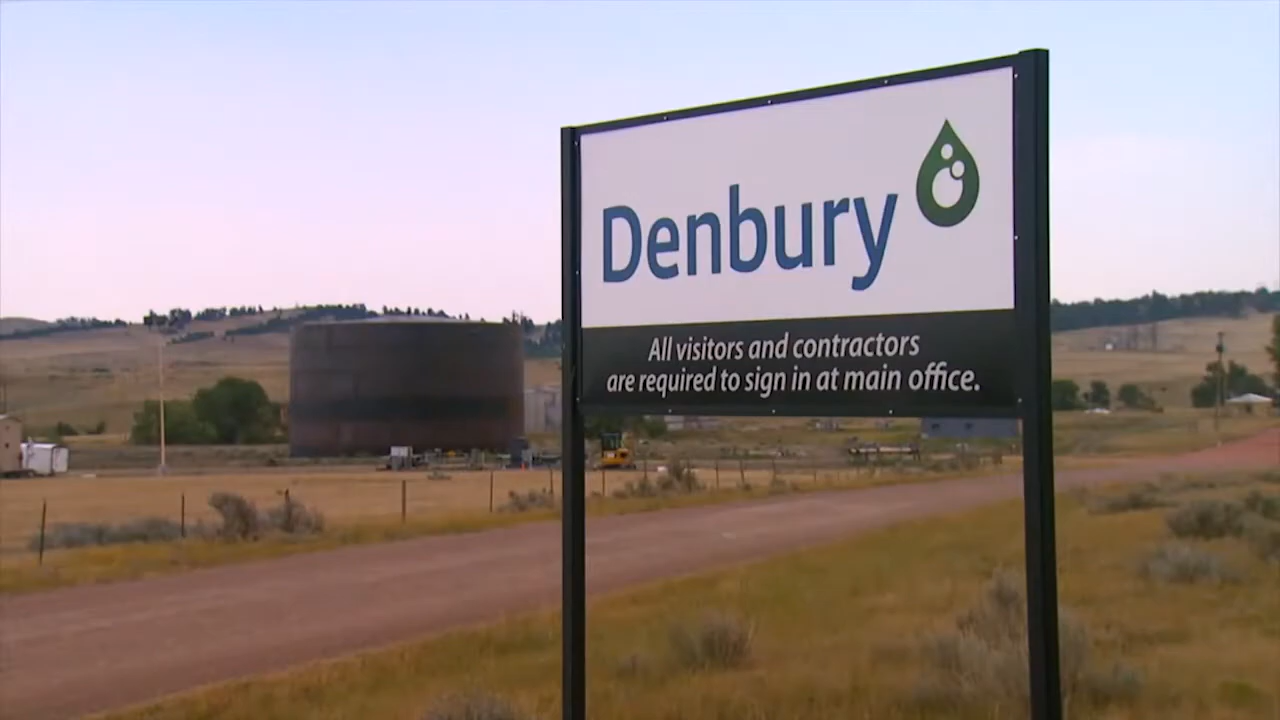 Denbury
All visitors and contractors
are required to sign in at main office.